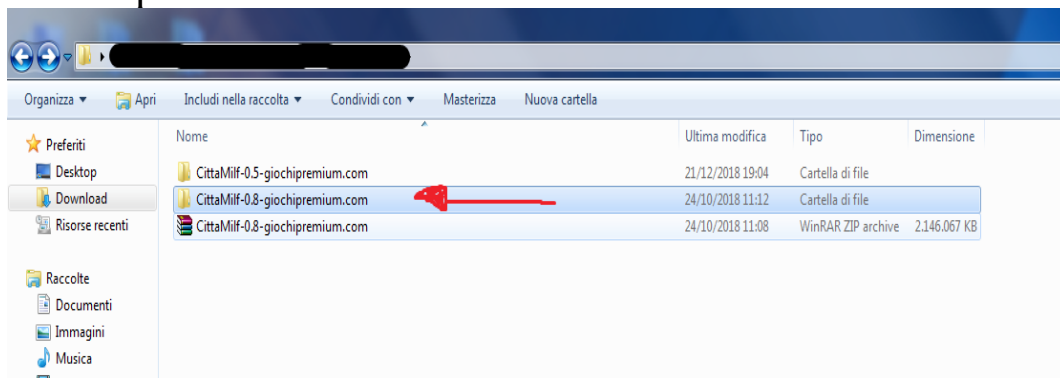 Organizza Apri Includi nella raccolta Condividi con Masterizza Nuova cartella
Preferiti
Desktop
Download
Risorse recenti
Raccolte
Documenti
Immagini
Musica
Nome Ultima modifica Tipo Dimensione
CittaMilf-0.5-giochipremium.com 21/12/2018 19:04 Cartella di file
CittaMilf-0.8-giochipremium.com 24/10/2018 11:12 Cartella di file
CittaMilf-0.8-giochipremium.com 24/10/2018 11:08 WinRAR ZIP archive 2.146.067 KB